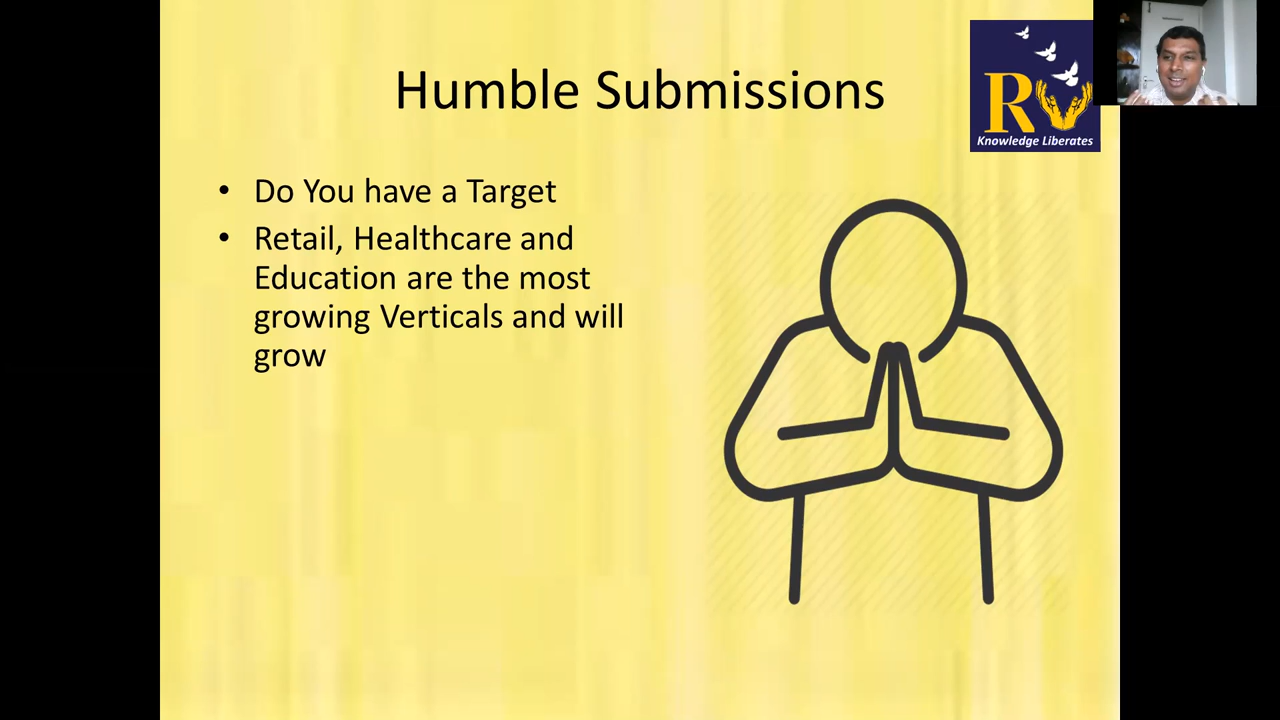 Humble Submissions
RV
Knowledge Liberates
• Do You have a Target
• Retail, Healthcare and
Education are the most
growing Verticals and will
grow